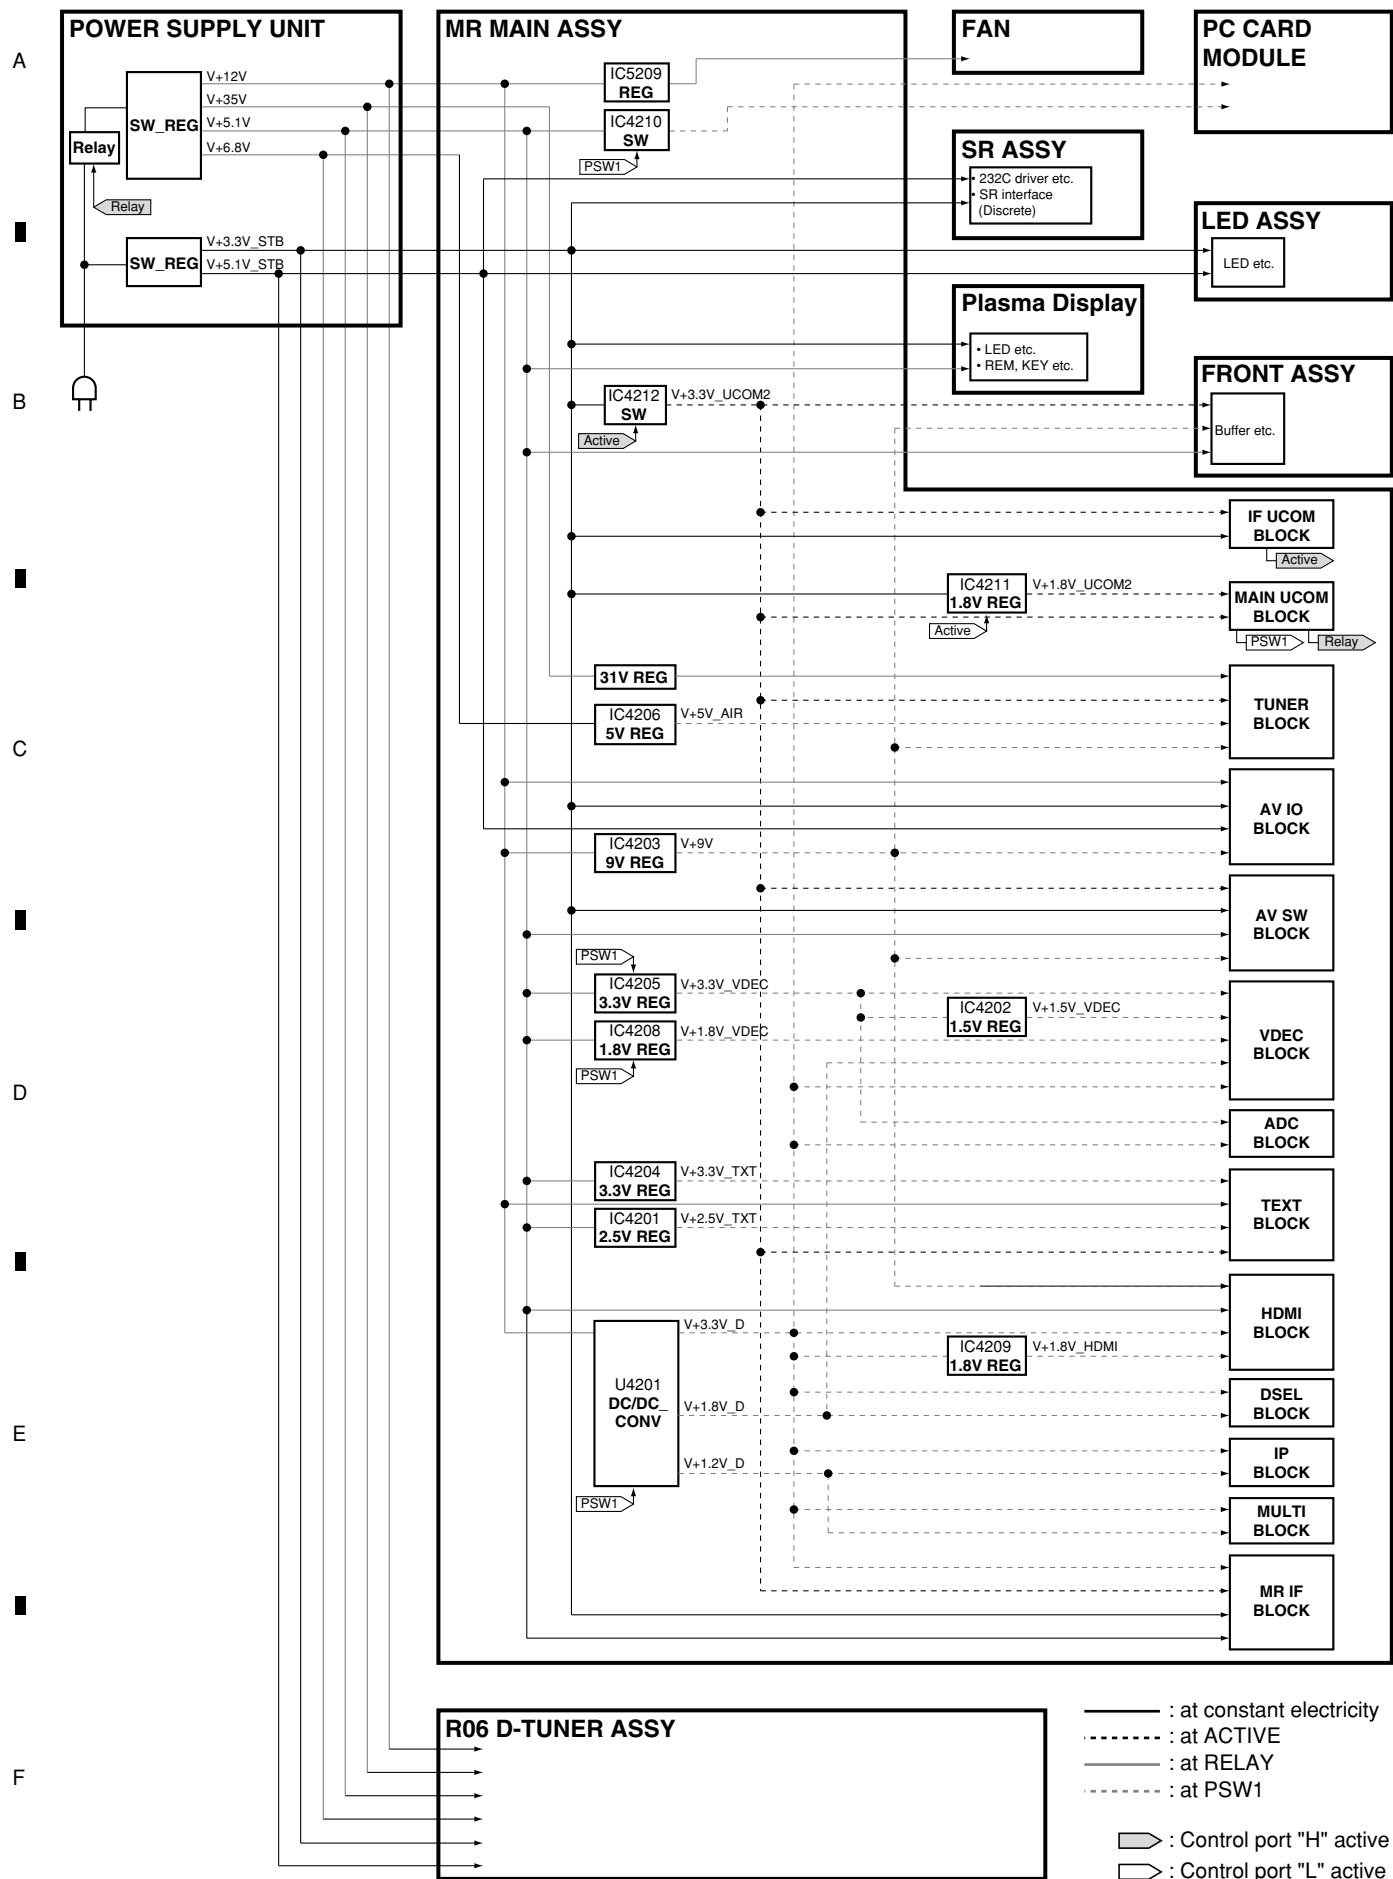 POWER SUPPLY UNIT
MR MAIN ASSY
FAN
PC CARD
MODULE
A
V+12V
V+35V
V+5.1V
V+6.8V
SW_REG
Relay
Relay
V+3.3V_STB
SW_REG
V+5.1V_STB
IC5209
REG
IC4210
SW
PSW1
SR ASSY
• 232C driver etc.
• SR interface
(Discrete)
LED ASSY
LED etc.
Plasma Display
• LED etc.
• REM, KEY etc.
FRONT ASSY
Buffer etc.
B
IC4212
SW
V+3.3V_UCOM2
Active
IF UCOM
BLOCK
Active
IC4211
1.8V REG
V+1.8V_UCOM2
Active
MAIN UCOM
BLOCK
PSW1
Relay
31V REG
IC4206
5V REG
V+5V_AIR
TUNER
BLOCK
C
AV IO
BLOCK
IC4203
9V REG
V+9V
AV SW
BLOCK
PSW1
IC4205
3.3V REG
V+3.3V_VDEC
IC4202
1.5V REG
V+1.5V_VDEC
IC4208
1.8V REG
V+1.8V_VDEC
PSW1
VDEC
BLOCK
D
ADC
BLOCK
IC4204
3.3V REG
V+3.3V_TXT
IC4201
2.5V REG
V+2.5V_TXT
TEXT
BLOCK
HDMI
BLOCK
V+3.3V_D
IC4209
1.8V REG
V+1.8V_HDMI
U4201
DC/DC_
CONV
V+1.8V_D
DSEL
BLOCK
E
V+1.2V_D
IP
BLOCK
PSW1
MULTI
BLOCK
MR IF
BLOCK
R06 D-TUNER ASSY
F
: at constant electricity
: at ACTIVE
: at RELAY
: at PSW1
: Control port "H" active
: Control port "L" active